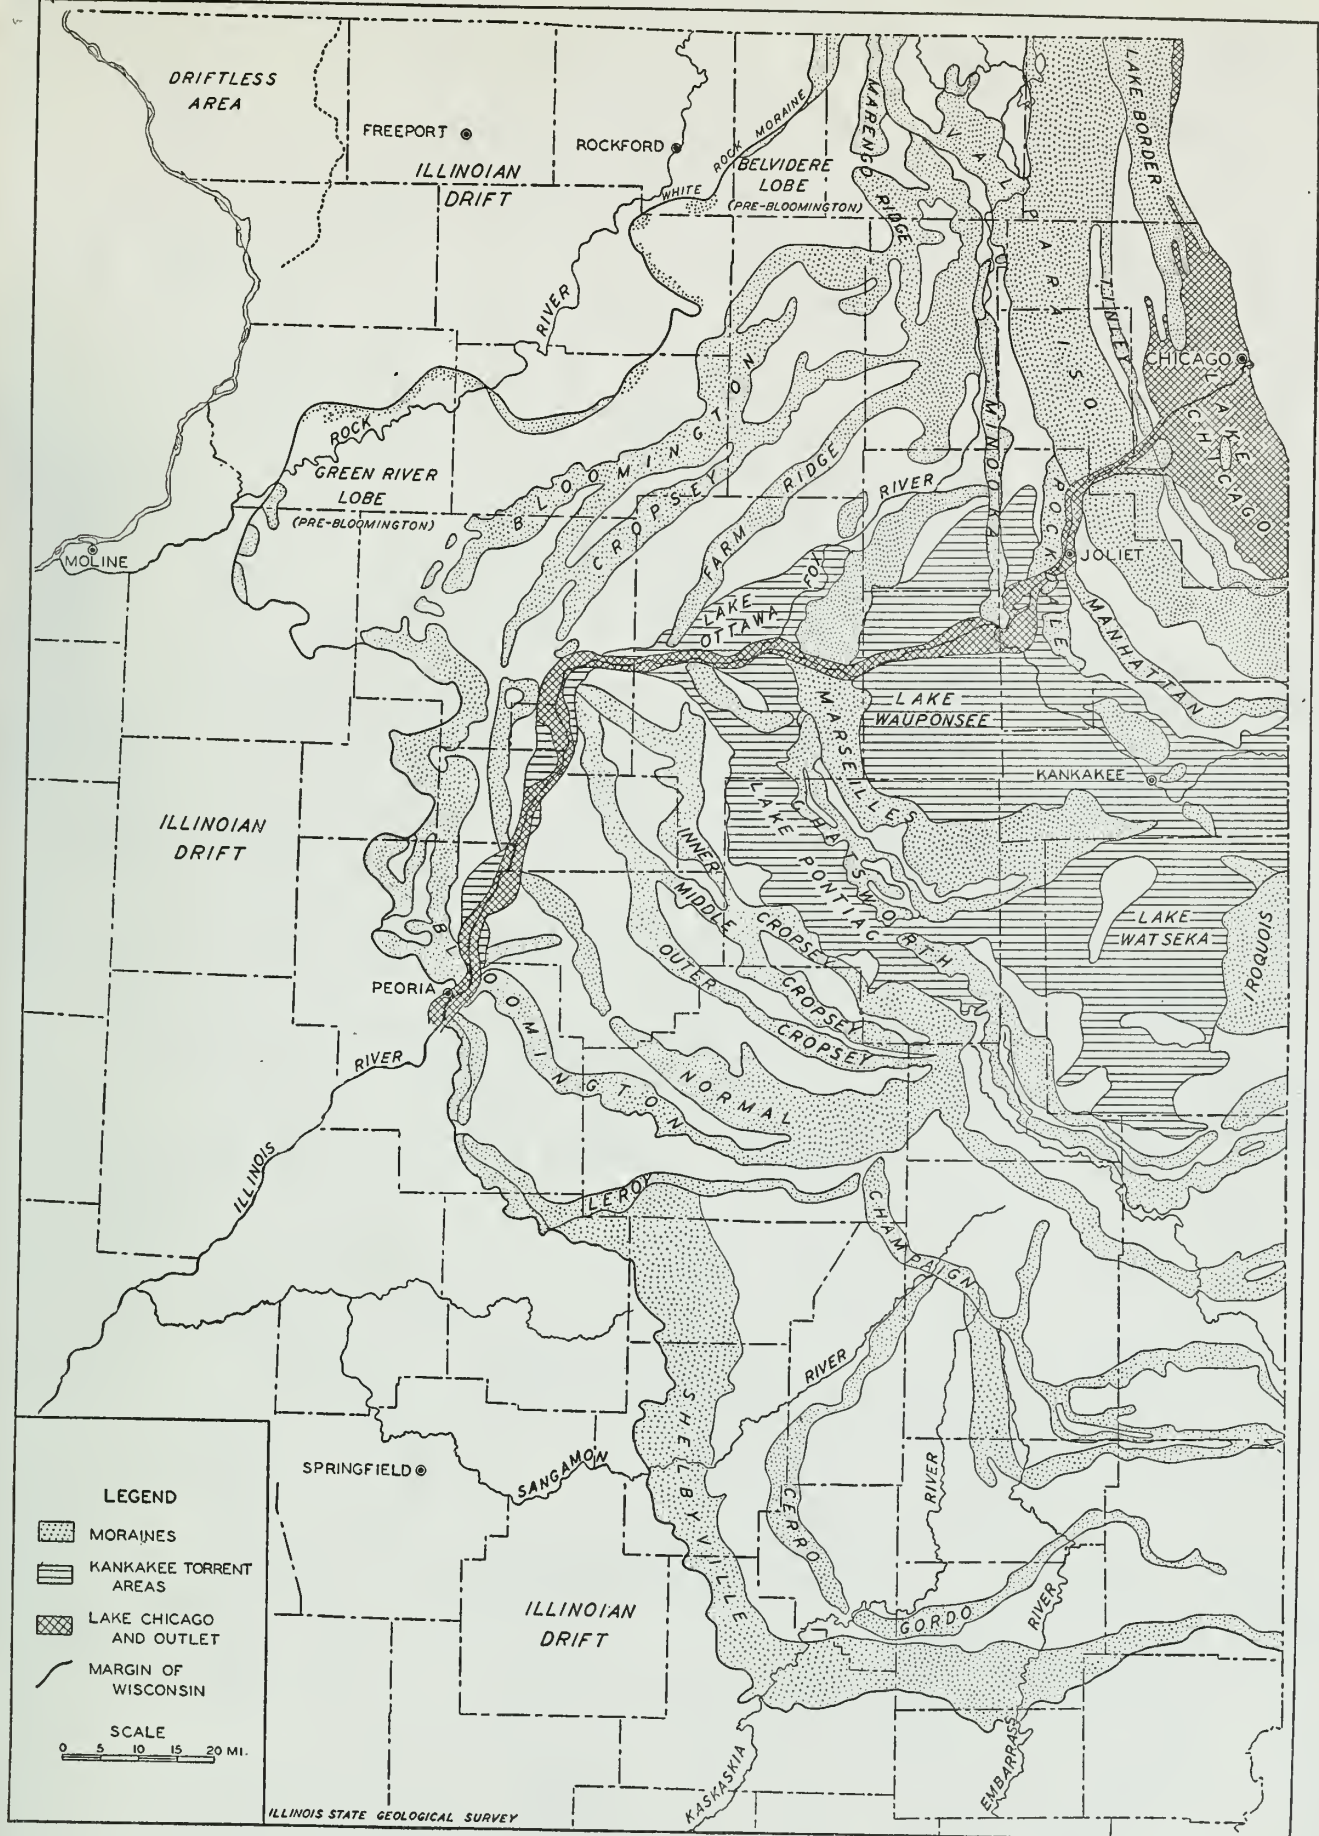 DRIFTLESS
AREA
FREEPORT
ROCKFORD
ILLINOIAN
DRIFT
WHITE ROCK MORAINE
BELVIDERE
LOBE
(PRE-BLOOMINGTON)
MARENGO RIDGE
VALPARAISO
LAKE BORDER
TINLEY
CHICAGO
LAKE
CHICAGO
ROCK
RIVER
GREEN RIVER
LOBE
(PRE-BLOOMINGTON)
MOLINE
BLOOMINGTON
CROPSEY
FARM RIDGE
FOX
RIVER
MINOOKA
ROCKDALE
JOLIET
MANHATTAN
LAKE
OTTAWA
LAKE
WAUPONSEE
MARSEILLES
KANKAKEE
ILLINOIAN
DRIFT
LAKE
PONTIAC
CHATSWORTH
INNER
CROPSEY
MIDDLE
CROPSEY
OUTER
CROPSEY
LAKE
WATSEKA
IROQUOIS
PEORIA
BLOOMINGTON
NORMAL
ILLINOIS
RIVER
LEROY
CHAMPAIGN
SHELBYVILLE
SANGAMON
RIVER
SPRINGFIELD
CERRO
GORDO
RIVER
ILLINOIAN
DRIFT
KASKASKIA
EMBARRASS
RIVER
LEGEND
MORAINES
KANKAKEE TORRENT
AREAS
LAKE CHICAGO
AND OUTLET
MARGIN OF
WISCONSIN
SCALE
0 5 10 15 20 MI.
ILLINOIS STATE GEOLOGICAL SURVEY